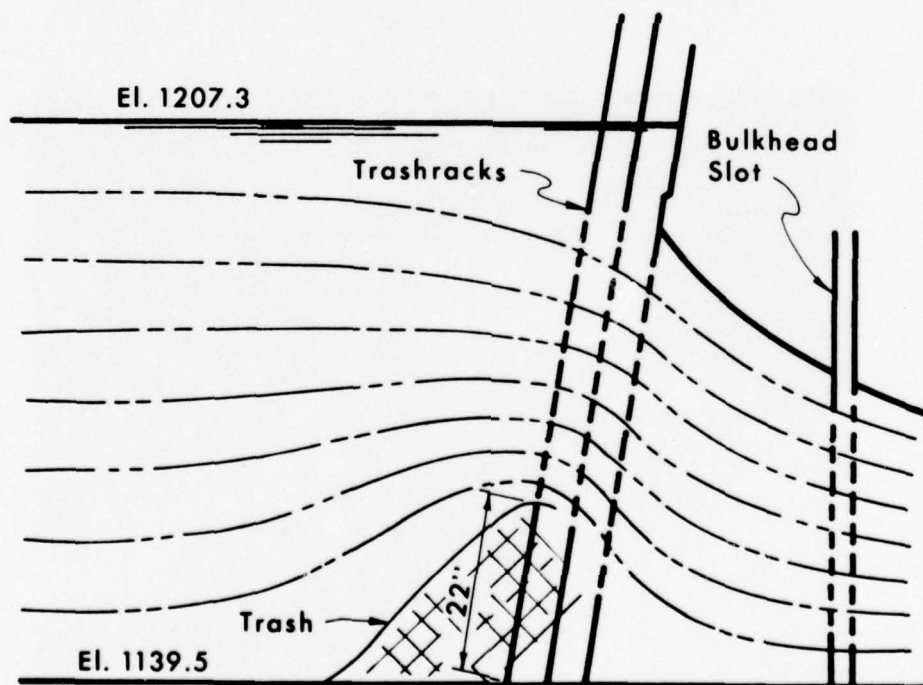 El. 1207.3
Trashracks
Bulkhead
Slot
22"
Trash
El. 1139.5